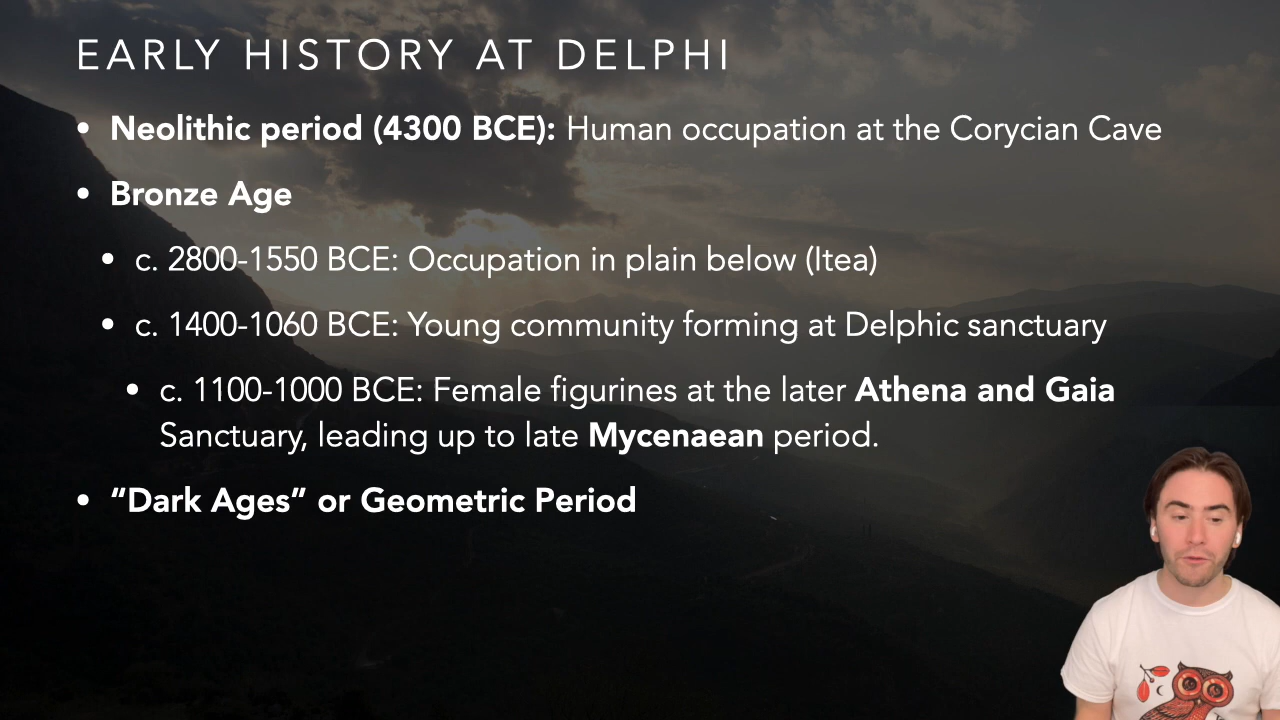 EARLY HISTORY AT DELPHI
• Neolithic period (4300 BCE): Human occupation at the Corycian Cave
• Bronze Age
• c. 2800-1550 BCE: Occupation in plain below (Itea)
• c. 1400-1060 BCE: Young community forming at Delphic sanctuary
• c. 1100-1000 BCE: Female figurines at the later Athena and Gaia
Sanctuary, leading up to late Mycenaean period.
• “Dark Ages” or Geometric Period